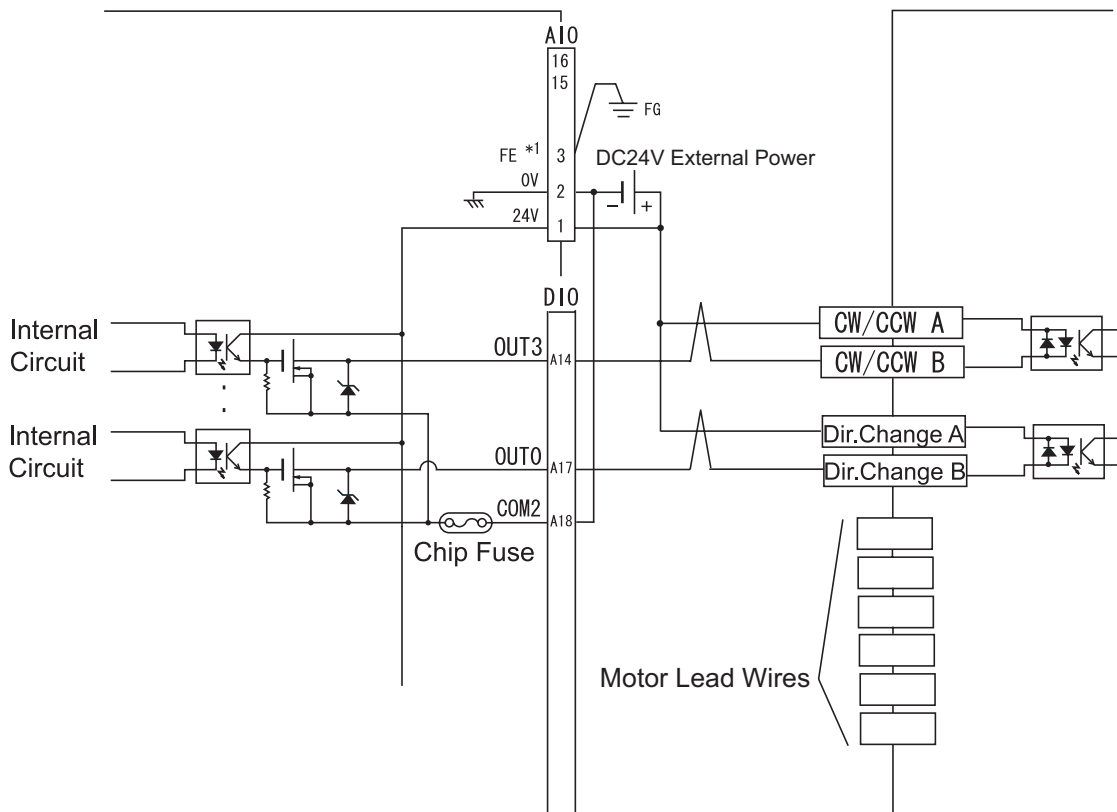 AIO
16
15
FG
FE *1 3
DC24V External Power
0V 2
− +
24V 1
DIO
Internal
Circuit
OUT3 A14
CW/CCW A
CW/CCW B
Internal
Circuit
OUT0 A17
Dir.Change A
Dir.Change B
COM2 A18
Chip Fuse
Motor Lead Wires